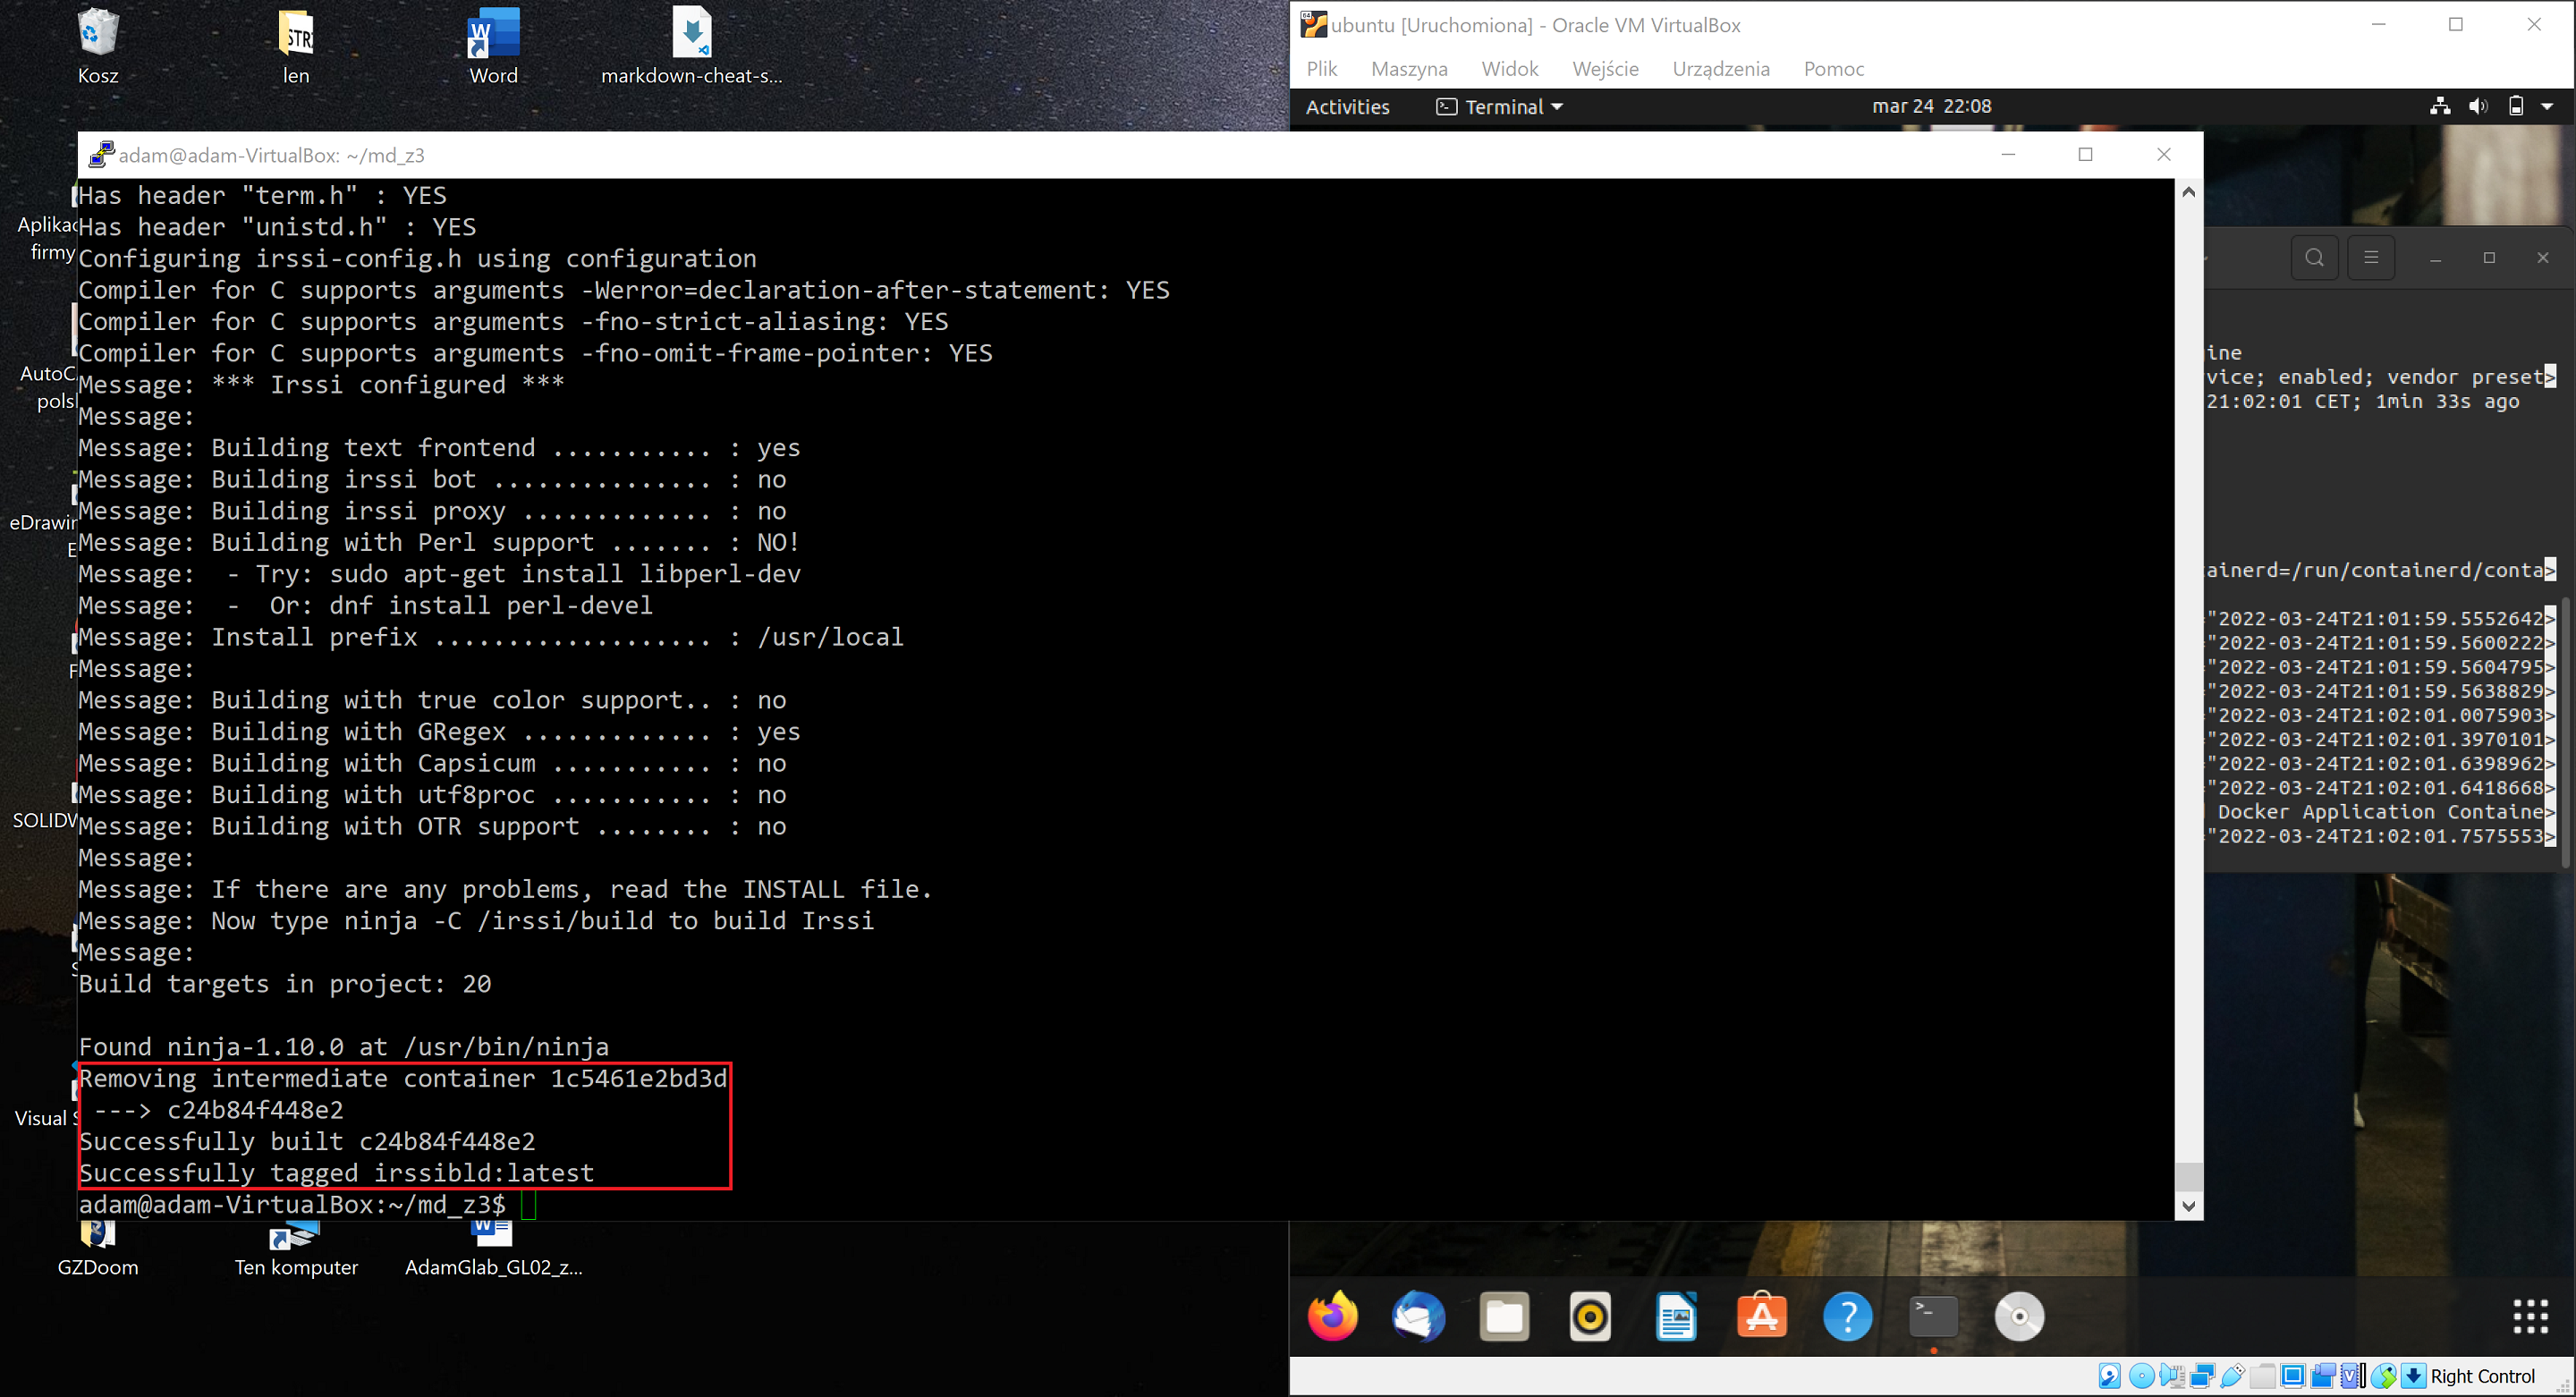 Kosz
len
Word
markdown-cheat-s...
ubuntu [Uruchomiona] - Oracle VM VirtualBox
Plik Maszyna Widok Wejście Urządzenia Pomoc
Activities Terminal mar 24 22:08
adam@adam-VirtualBox: ~/md_z3
Has header "term.h" : YES
Has header "unistd.h" : YES
Configuring irssi-config.h using configuration
Compiler for C supports arguments -Werror=declaration-after-statement: YES
Compiler for C supports arguments -fno-strict-aliasing: YES
Compiler for C supports arguments -fno-omit-frame-pointer: YES
Message: *** Irssi configured ***
Message:
Message: Building text frontend ........... : yes
Message: Building irssi bot ............... : no
Message: Building irssi proxy ............. : no
Message: Building with Perl support ....... : NO!
Message:  - Try: sudo apt-get install libperl-dev
Message:  -  Or: dnf install perl-devel
Message: Install prefix ................... : /usr/local
Message:
Message: Building with true color support.. : no
Message: Building with GRegex ............. : yes
Message: Building with Capsicum ........... : no
Message: Building with utf8proc ........... : no
Message: Building with OTR support ........ : no
Message:
Message: If there are any problems, read the INSTALL file.
Message: Now type ninja -C /irssi/build to build Irssi
Message:
Build targets in project: 20
Found ninja-1.10.0 at /usr/bin/ninja
Removing intermediate container 1c5461e2bd3d
 ---> c24b84f448e2
Successfully built c24b84f448e2
Successfully tagged irssibld:latest
adam@adam-VirtualBox:~/md_z3$
Aplikac
firmy
AutoC
pols
eDrawin
E
F
SOLIDW
S
Visual S
GZDoom
Ten komputer
AdamGlab_GL02_z...
ine
vice; enabled; vendor preset>
21:02:01 CET; 1min 33s ago
tainerd=/run/containerd/conta>
"2022-03-24T21:01:59.5552642>
"2022-03-24T21:01:59.5600222>
"2022-03-24T21:01:59.5604795>
"2022-03-24T21:01:59.5638829>
"2022-03-24T21:02:01.0075903>
"2022-03-24T21:02:01.3970101>
"2022-03-24T21:02:01.6398962>
"2022-03-24T21:02:01.6418668>
Docker Application Containe>
"2022-03-24T21:02:01.7575553>
Right Control